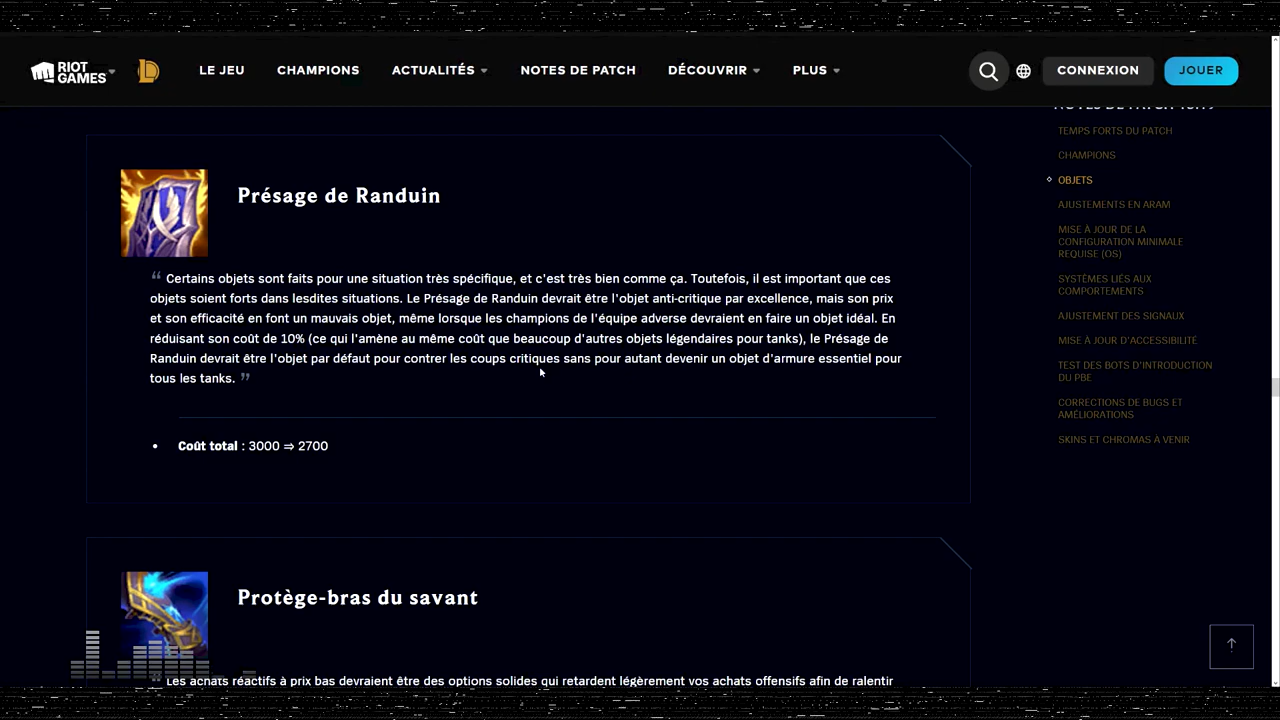 RIOT GAMES
LE JEU
CHAMPIONS
ACTUALITÉS
NOTES DE PATCH
DÉCOUVRIR
PLUS
CONNEXION
JOUER
Présage de Randuin
“ Certains objets sont faits pour une situation très spécifique, et c'est très bien comme ça. Toutefois, il est important que ces
objets soient forts dans lesdites situations. Le Présage de Randuin devrait être l'objet anti-critique par excellence, mais son prix
et son efficacité en font un mauvais objet, même lorsque les champions de l'équipe adverse devraient en faire un objet idéal. En
réduisant son coût de 10% (ce qui l'amène au même coût que beaucoup d'autres objets légendaires pour tanks), le Présage de
Randuin devrait être l'objet par défaut pour contrer les coups critiques sans pour autant devenir un objet d'armure essentiel pour
tous les tanks. ”
• Coût total : 3000 ⇒ 2700
Protège-bras du savant
Les achats réactifs à prix bas devraient être des options solides qui retardent légèrement vos achats offensifs afin de ralentir
TEMPS FORTS DU PATCH
CHAMPIONS
OBJETS
AJUSTEMENTS EN ARAM
MISE À JOUR DE LA
CONFIGURATION MINIMALE
REQUISE (OS)
SYSTÈMES LIÉS AUX
COMPORTEMENTS
AJUSTEMENT DES SIGNAUX
MISE À JOUR D'ACCESSIBILITÉ
TEST DES BOTS D'INTRODUCTION
DU PBE
CORRECTIONS DE BUGS ET
AMÉLIORATIONS
SKINS ET CHROMAS À VENIR